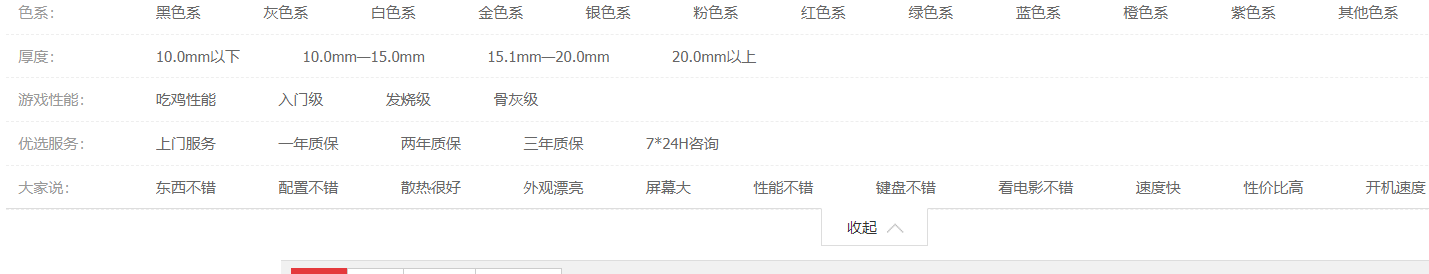 色系： 黑色系 灰色系 白色系 金色系 银色系 粉色系 红色系 绿色系 蓝色系 橙色系 紫色系 其他色系
厚度： 10.0mm以下 10.0mm—15.0mm 15.1mm—20.0mm 20.0mm以上
游戏性能： 吃鸡性能 入门级 发烧级 骨灰级
优选服务： 上门服务 一年质保 两年质保 三年质保 7*24H咨询
大家说： 东西不错 配置不错 散热很好 外观漂亮 屏幕大 性能不错 键盘不错 看电影不错 速度快 性价比高 开机速度
收起